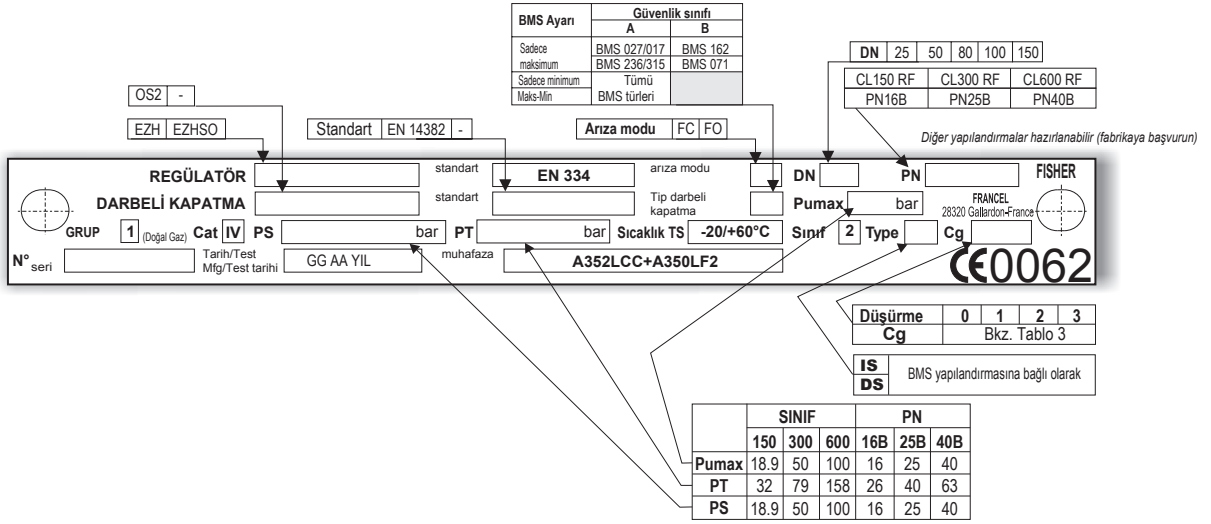 BMS Ayarı Güvenlik sınıfı
A B
Sadece maksimum BMS 027/017 BMS 162
BMS 236/315 BMS 071
Sadece minimum Tümü
Maks-Min BMS türleri
DN 25 50 80 100 150
CL150 RF CL300 RF CL600 RF
PN16B PN25B PN40B
OS2 -
EZH EZHSO
Standart EN 14382 -
Arıza modu FC FO
Diğer yapılandırmalar hazırlanabilir (fabrikaya başvurun)
REGÜLATÖR standart EN 334 arıza modu DN PN FISHER
DARBELİ KAPATMA standart Tip darbeli kapatma Pumax bar FRANCEL
28320 Gallardon-France
GRUP 1 (Doğal Gaz) Cat IV PS bar PT bar Sıcaklık TS -20/+60°C Sınıf 2 Type Cg
N° seri Tarih/Test
Mfg/Test tarihi GG AA YIL muhafaza A352LCC+A350LF2 CE0062
Düşürme 0 1 2 3
Cg Bkz. Tablo 3
IS
DS BMS yapılandırmasına bağlı olarak
SINIF PN
150 300 600 16B 25B 40B
Pumax 18.9 50 100 16 25 40
PT 32 79 158 26 40 63
PS 18.9 50 100 16 25 40